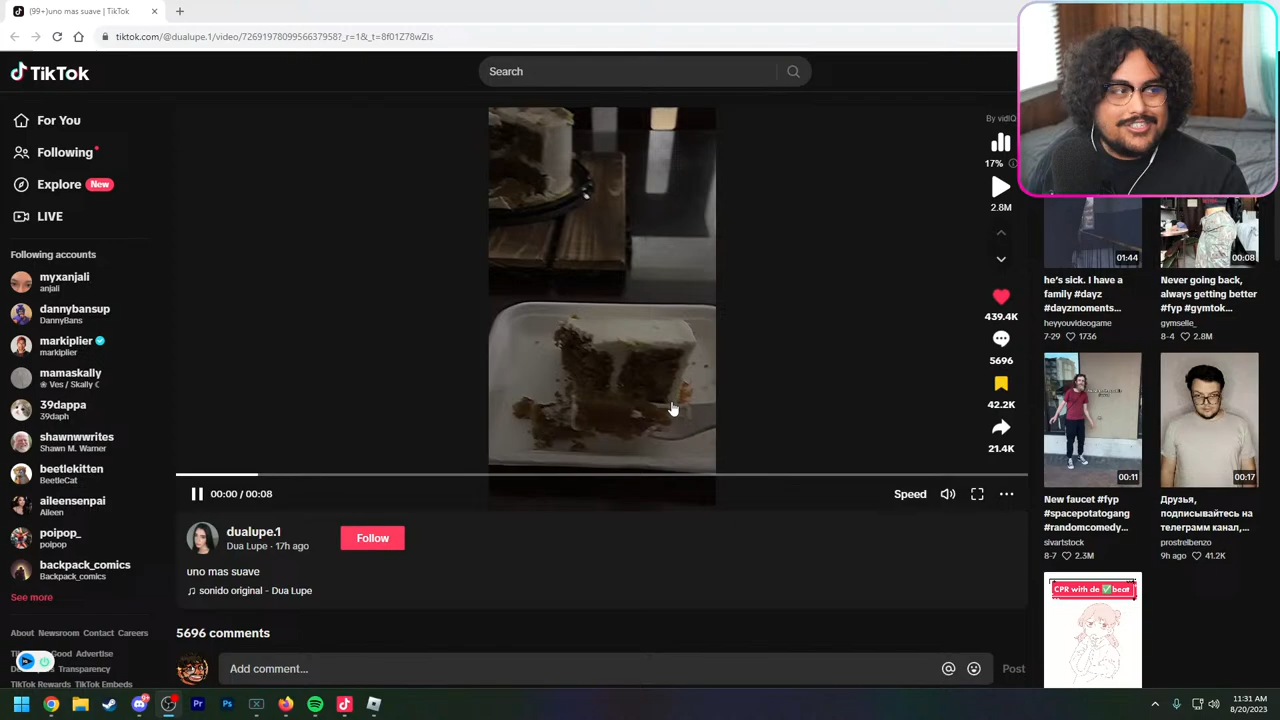 (99+)uno mas suave | TikTok
tiktok.com/@dualupe.1/video/7269197809956637958?_r=1&_t=8f01Z78wZls
TikTok
Search
For You
Following
Explore New
LIVE
Following accounts
myxanjali
anjali
dannybansup
DannyBans
markiplier
markiplier
mamaskally
❀ Ves / Skally ☾
39dappa
39daph
shawnwwrites
Shawn M. Warner
beetlekitten
BeetleCat
aileensenpai
Aileen
poipop_
poipop
backpack_comics
Backpack_comics
See more
About Newsroom Contact Careers
Good Advertise
Transparency
TikTok Rewards TikTok Embeds
00:00 / 00:08
Speed
dualupe.1
Dua Lupe · 17h ago
Follow
uno mas suave
♫ sonido original - Dua Lupe
5696 comments
Add comment...
Post
By vidIQ
17%
2.8M
439.4K
5696
42.2K
21.4K
01:44
he's sick. I have a
family #dayz
#dayzmoments...
heyyouvideogame
7-29 ♡ 1736
00:08
Never going back,
always getting better
#fyp #gymtok...
gymselle_
8-4 ♡ 2.8M
00:11
New faucet #fyp
#spacepotatogang
#randomcomedy...
sivartstock
8-7 ♡ 2.3M
00:17
Друзья,
подписывайтесь на
телеграмм канал,...
prostrelbenzo
9h ago ♡ 41.2K
CPR with de ✅beat
11:31 AM
8/20/2023